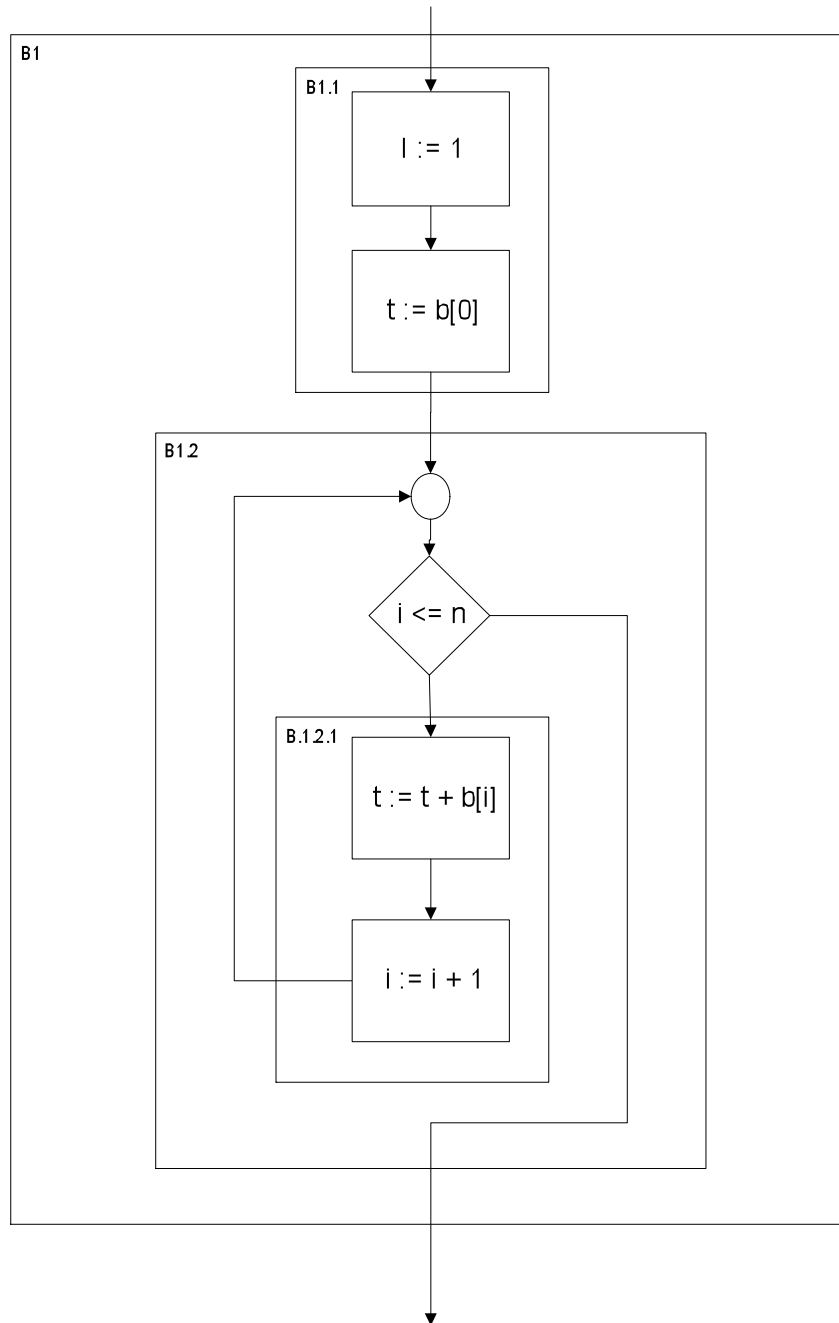 B1
B1.1
I := 1
t := b[0]
B1.2
i <= n
B.1.2.1
t := t + b[i]
i := i + 1